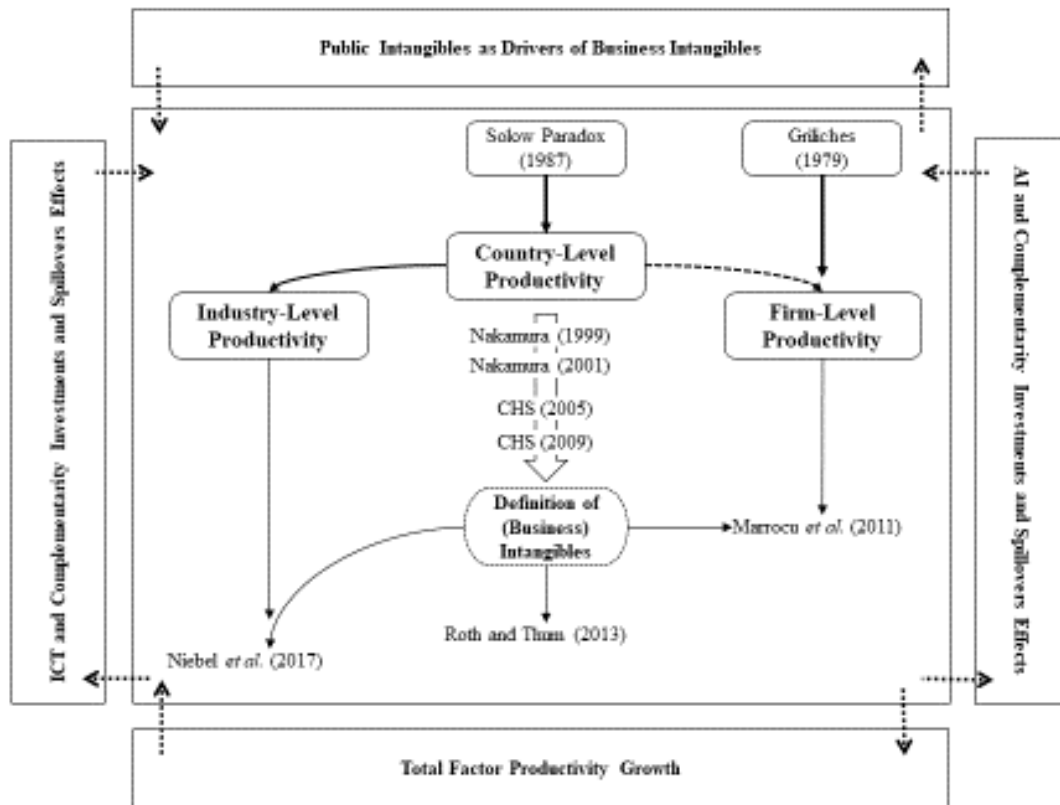 Public Intangibles as Drivers of Business Intangibles
Solow Paradox
(1987)
Griliches
(1979)
ICT and Complementarity Investments and Spillovers Effects
AI and Complementarity Investments and Spillovers Effects
Country-Level
Productivity
Industry-Level
Productivity
Firm-Level
Productivity
Nakamura (1999)
Nakamura (2001)
CHS (2005)
CHS (2009)
Definition of
(Business)
Intangibles
Marrocu et al. (2011)
Roth and Thum (2013)
Niebel et al. (2017)
Total Factor Productivity Growth